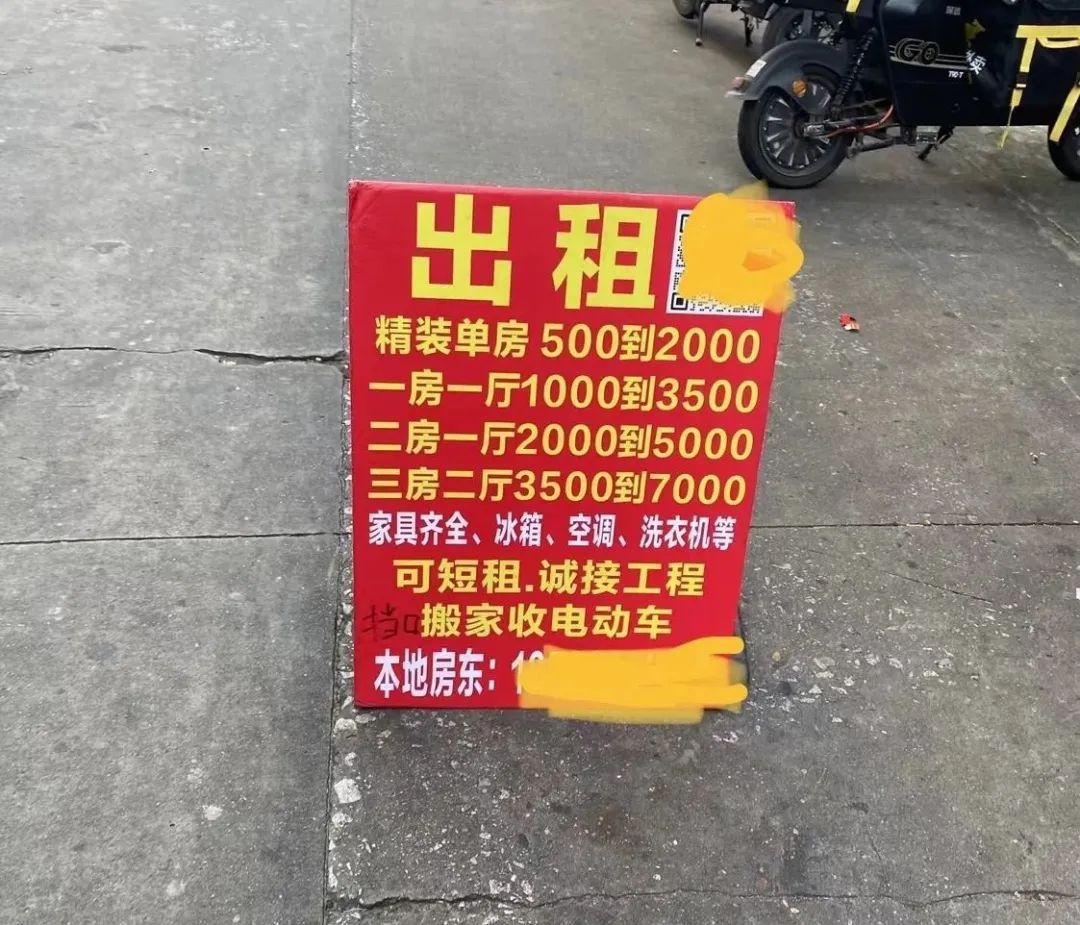 出租
精装单房 500到2000
一房一厅1000到3500
二房一厅2000到5000
三房二厅3500到7000
家具齐全、冰箱、空调、洗衣机等
可短租.诚接工程
挡口搬家收电动车
本地房东：1
GO